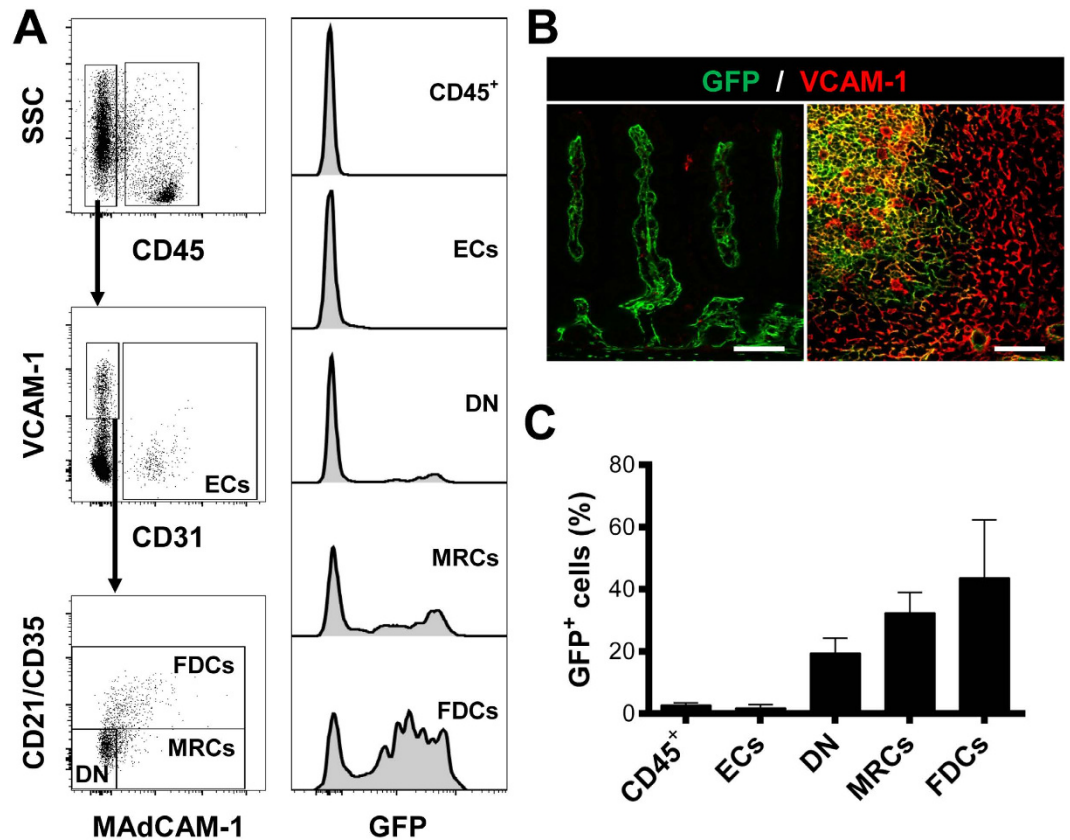 A
SSC
CD45
VCAM-1
ECs
CD31
CD21/CD35
FDCs
MRCs
DN
MAdCAM-1
CD45⁺
ECs
DN
MRCs
FDCs
GFP
B
GFP / VCAM-1
C
GFP⁺ cells (%)
80
60
40
20
0
CD45⁺
ECs
DN
MRCs
FDCs